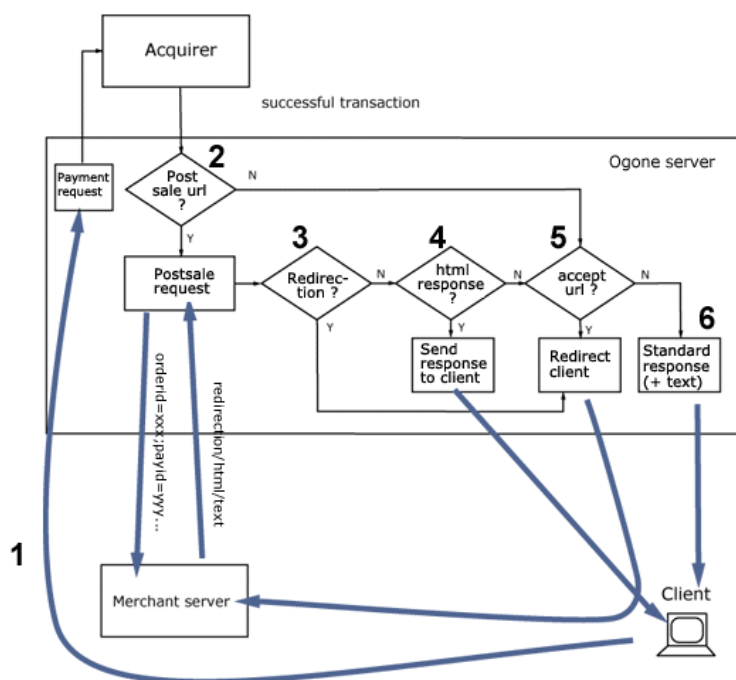 Acquirer
successful transaction
2
Ogone server
Payment
request
Post
sale url
?
N
Y
3
4
5
Postsale
request
Redirec-
tion ?
N
html
response
?
N
accept
url ?
N
6
Y
Y
Y
Send
response
to client
Redirect
client
Standard
response
(+ text)
orderid=xxx;payid=yyy...
redirection/html/text
1
Merchant server
Client